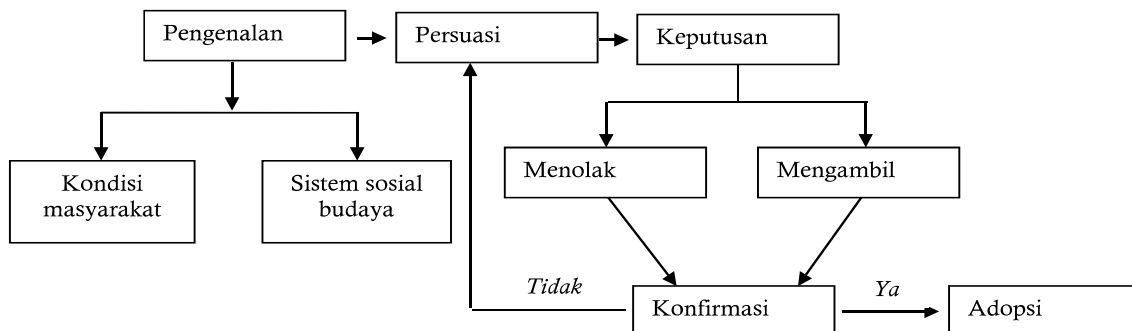 Pengenalan
Persuasi
Keputusan
Kondisi
masyarakat
Sistem sosial
budaya
Menolak
Mengambil
Tidak
Konfirmasi
Ya
Adopsi